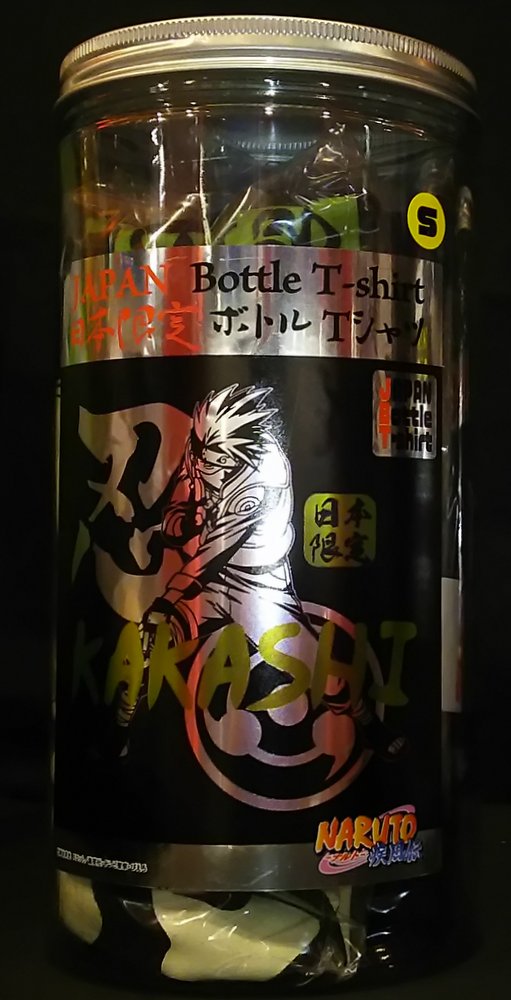 S
JAPAN Bottle T-shirt
日本限定 ボトルTシャツ
JAPAN
Bottle
T-shirt
忍
日本
限定
KAKASHI
NARUTO
-ナルト-
疾風伝